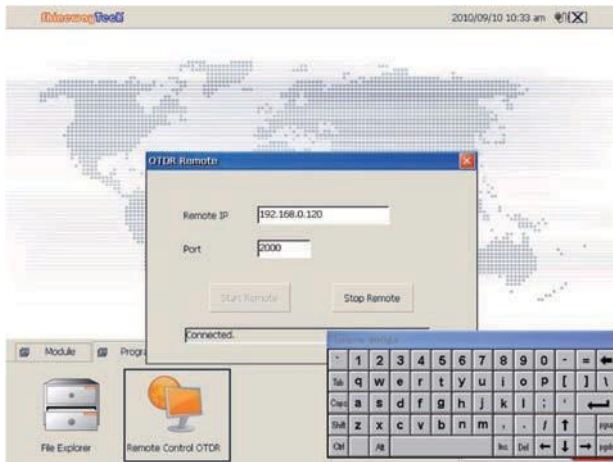 ShinewayTech
2010/09/10 10:33 am
OTDR Remote
Remote IP
192.168.0.120
Port
2000
Start Remote
Stop Remote
Connected.
Module
` 1 2 3 4 5 6 7 8 9 0 - =
Tab q w e r t y u i o p [ ] \
Caps a s d f g h j k l ; '
Shift z x c v b n m , . /
Ctrl Alt Ins Del
File Explorer
Remote Control OTDR